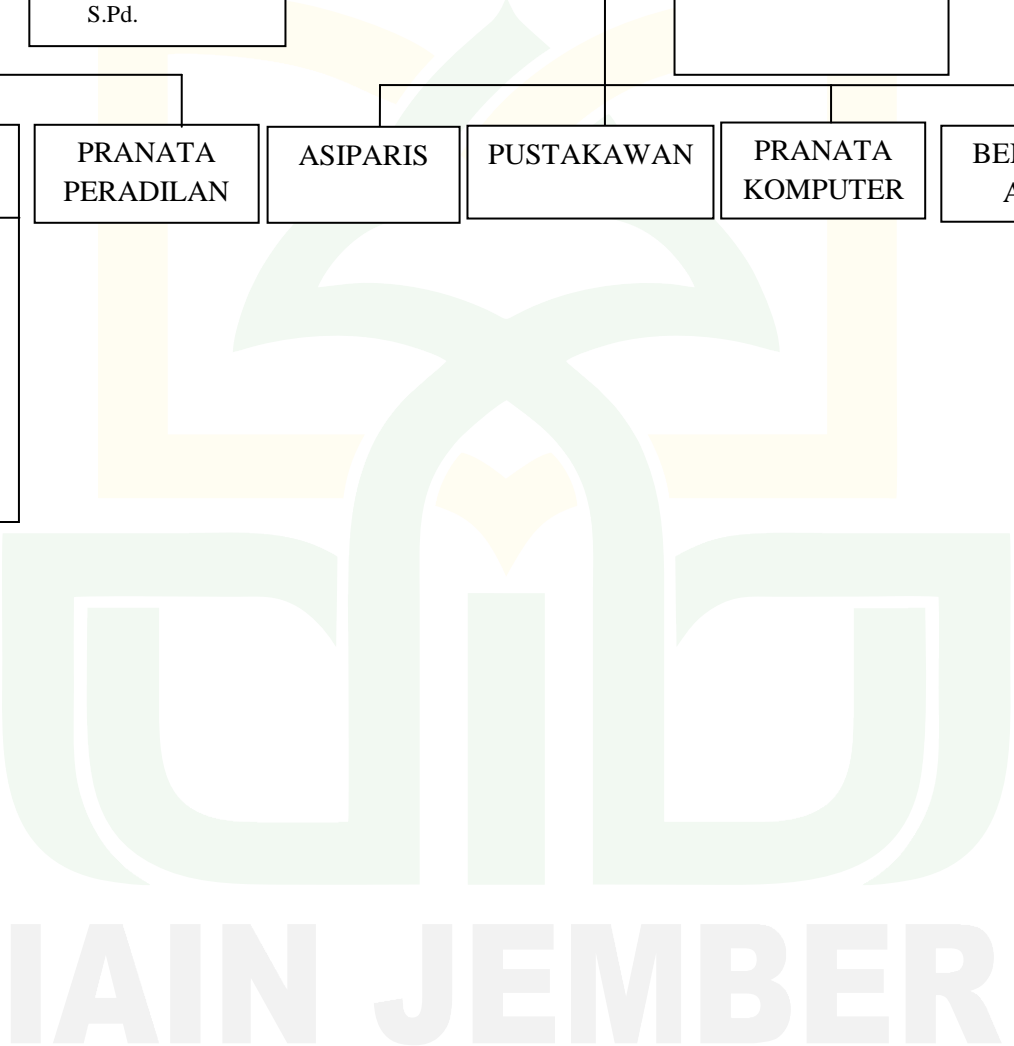 S.Pd.
PRANATA
PERADILAN
ASIPARIS
PUSTAKAWAN
PRANATA
KOMPUTER
IAIN JEMBER